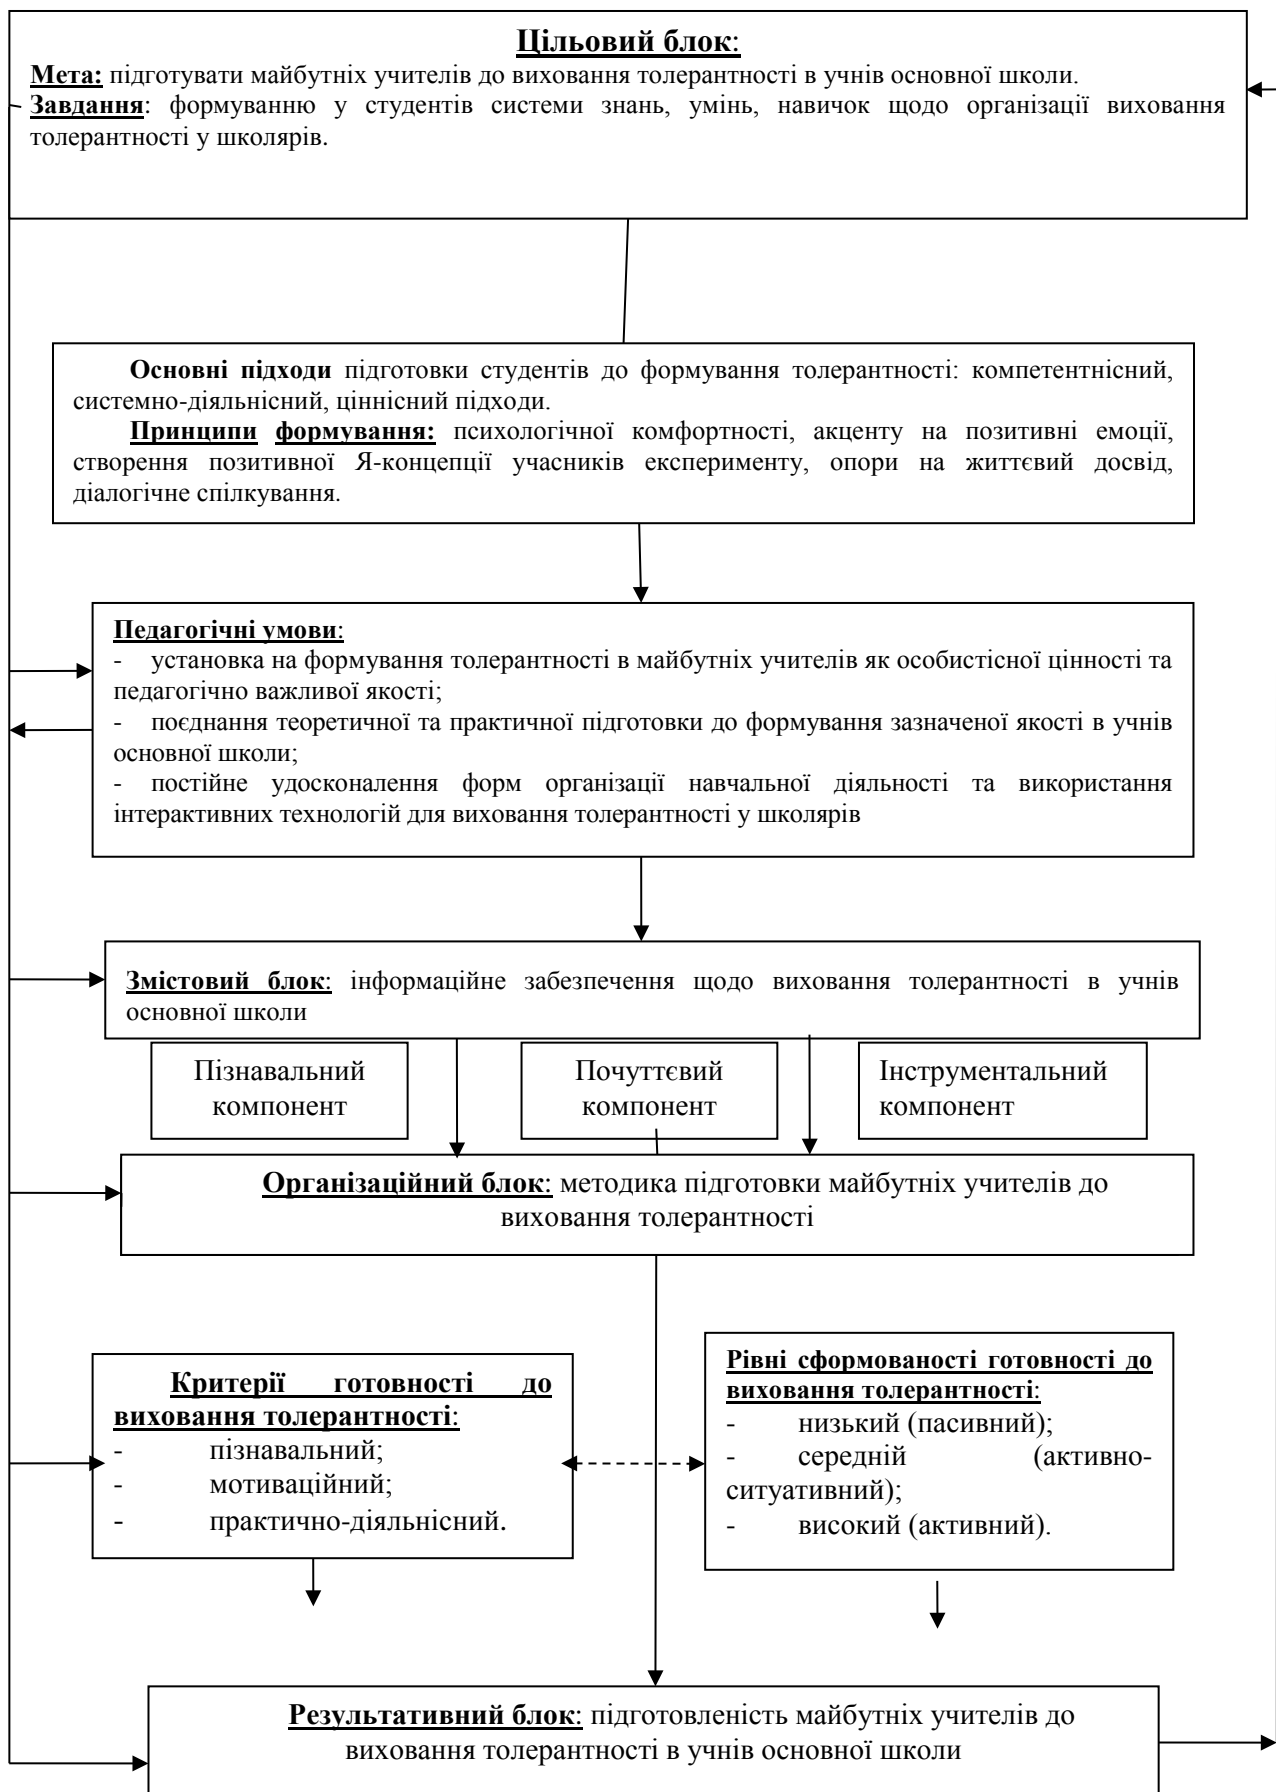 Цільовий блок:
Мета: підготувати майбутніх учителів до виховання толерантності в учнів основної школи.
Завдання: формуванню у студентів системи знань, умінь, навичок щодо організації виховання
толерантності у школярів.
Основні підходи підготовки студентів до формування толерантності: компетентнісний,
системно-діяльнісний, ціннісний підходи.
Принципи формування: психологічної комфортності, акценту на позитивні емоції,
створення позитивної Я-концепції учасників експерименту, опори на життєвий досвід,
діалогічне спілкування.
Педагогічні умови:
- установка на формування толерантності в майбутніх учителів як особистісної цінності та
педагогічно важливої якості;
- поєднання теоретичної та практичної підготовки до формування зазначеної якості в учнів
основної школи;
- постійне удосконалення форм організації навчальної діяльності та використання
інтерактивних технологій для виховання толерантності у школярів
Змістовий блок: інформаційне забезпечення щодо виховання толерантності в учнів
основної школи
Пізнавальний
компонент
Почуттєвий
компонент
Інструментальний
компонент
Організаційний блок: методика підготовки майбутніх учителів до
виховання толерантності
Критерії готовності до
виховання толерантності:
- пізнавальний;
- мотиваційний;
- практично-діяльнісний.
Рівні сформованості готовності до
виховання толерантності:
- низький (пасивний);
- середній (активно-
ситуативний);
- високий (активний).
Результативний блок: підготовленість майбутніх учителів до
виховання толерантності в учнів основної школи